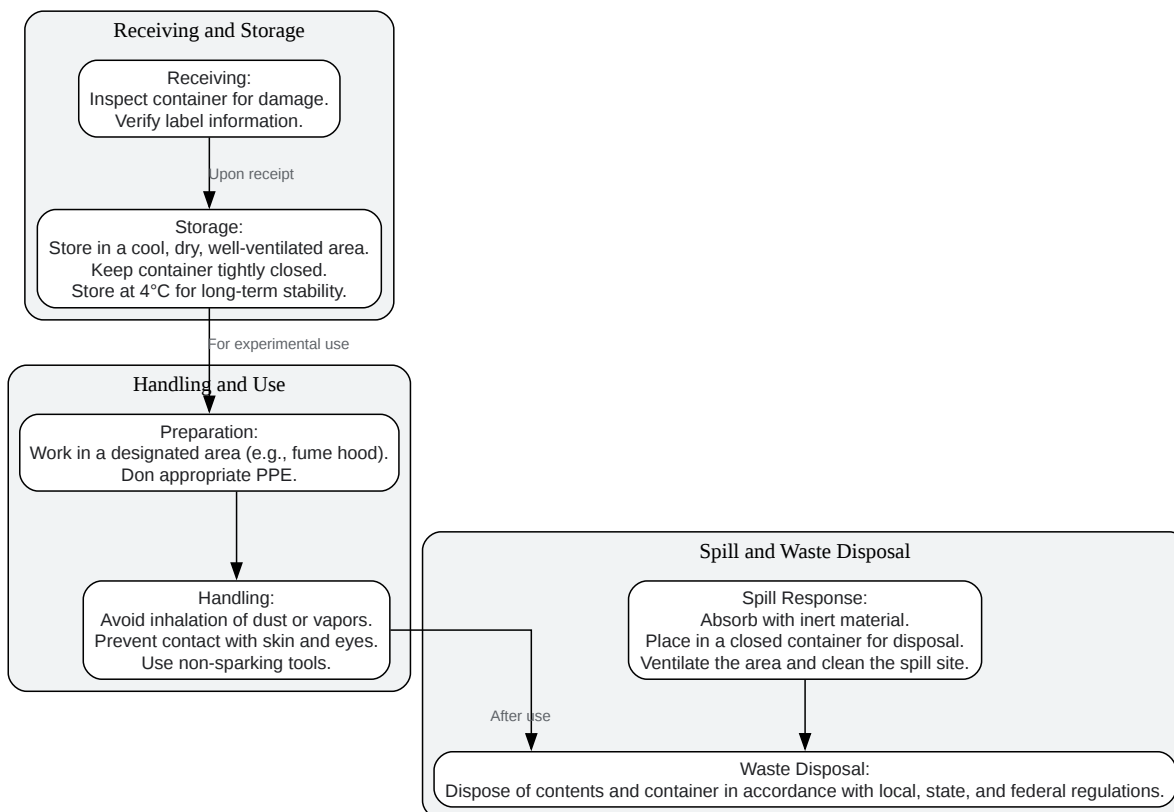 Receiving and Storage
Receiving:
Inspect container for damage.
Verify label information.
Upon receipt
Storage:
Store in a cool, dry, well-ventilated area.
Keep container tightly closed.
Store at 4°C for long-term stability.
For experimental use
Handling and Use
Preparation:
Work in a designated area (e.g., fume hood).
Don appropriate PPE.
Handling:
Avoid inhalation of dust or vapors.
Prevent contact with skin and eyes.
Use non-sparking tools.
After use
Spill and Waste Disposal
Spill Response:
Absorb with inert material.
Place in a closed container for disposal.
Ventilate the area and clean the spill site.
Waste Disposal:
Dispose of contents and container in accordance with local, state, and federal regulations.